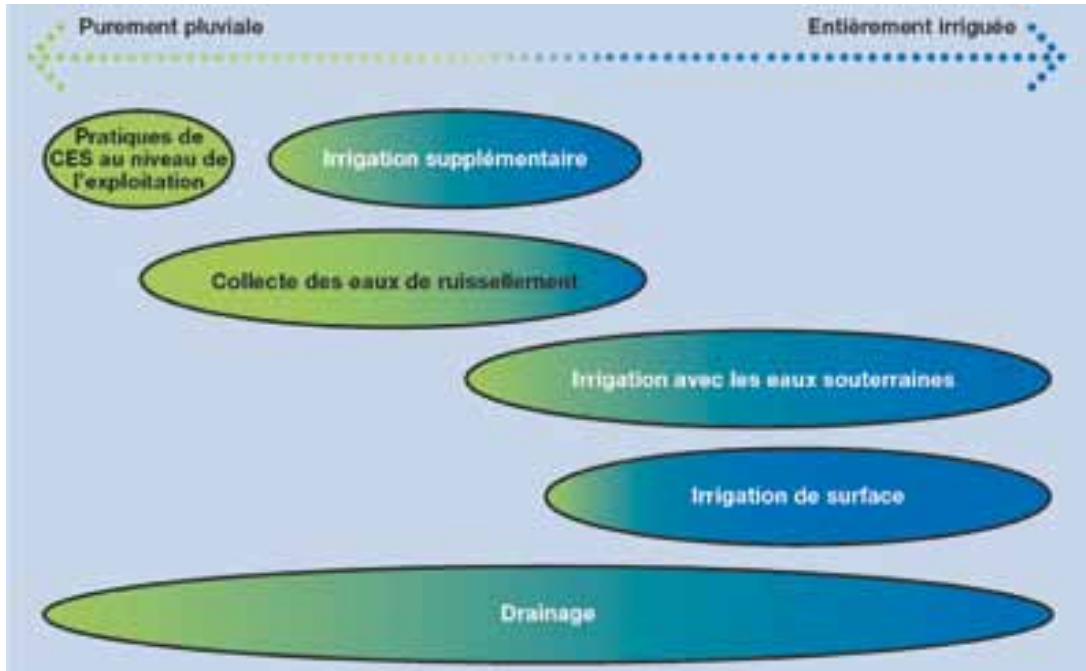 Purement pluviale
Entièrement irriguée
Pratiques de
CES au niveau de
l'exploitation
Irrigation supplémentaire
Collecte des eaux de ruissellement
Irrigation avec les eaux souterraines
Irrigation de surface
Drainage